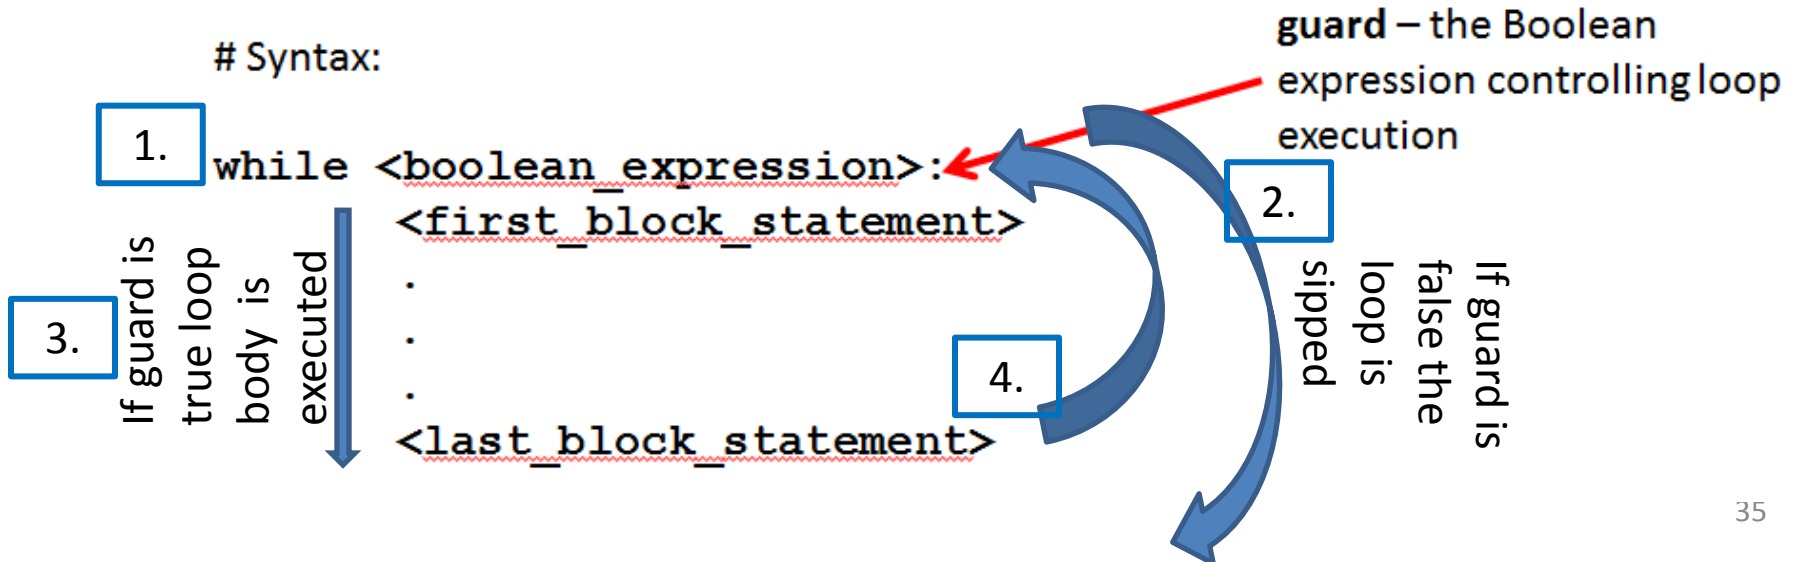 # Syntax:
guard – the Boolean
expression controlling loop
execution
1.
while <boolean_expression>:
<first_block_statement>
.
.
.
<last_block_statement>
2.
If guard is
false the
loop is
sipped
3.
If guard is
true loop
body is
executed
4.
35